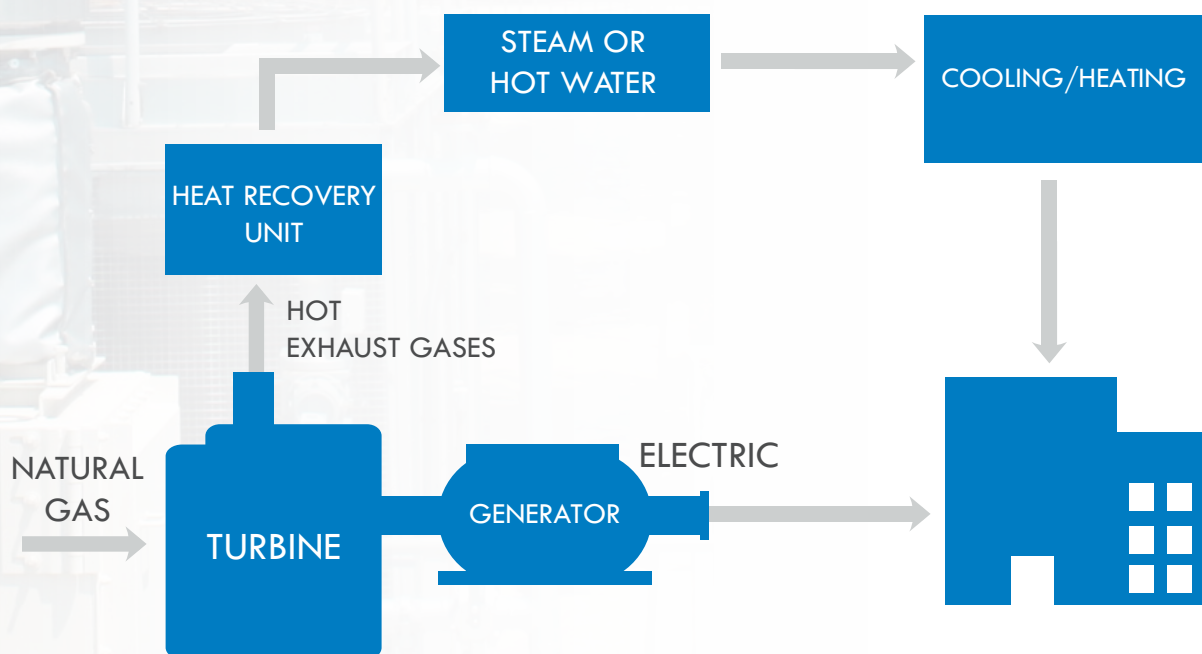 STEAM OR
HOT WATER
COOLING/HEATING
HEAT RECOVERY
UNIT
HOT
EXHAUST GASES
NATURAL
GAS
TURBINE
GENERATOR
ELECTRIC